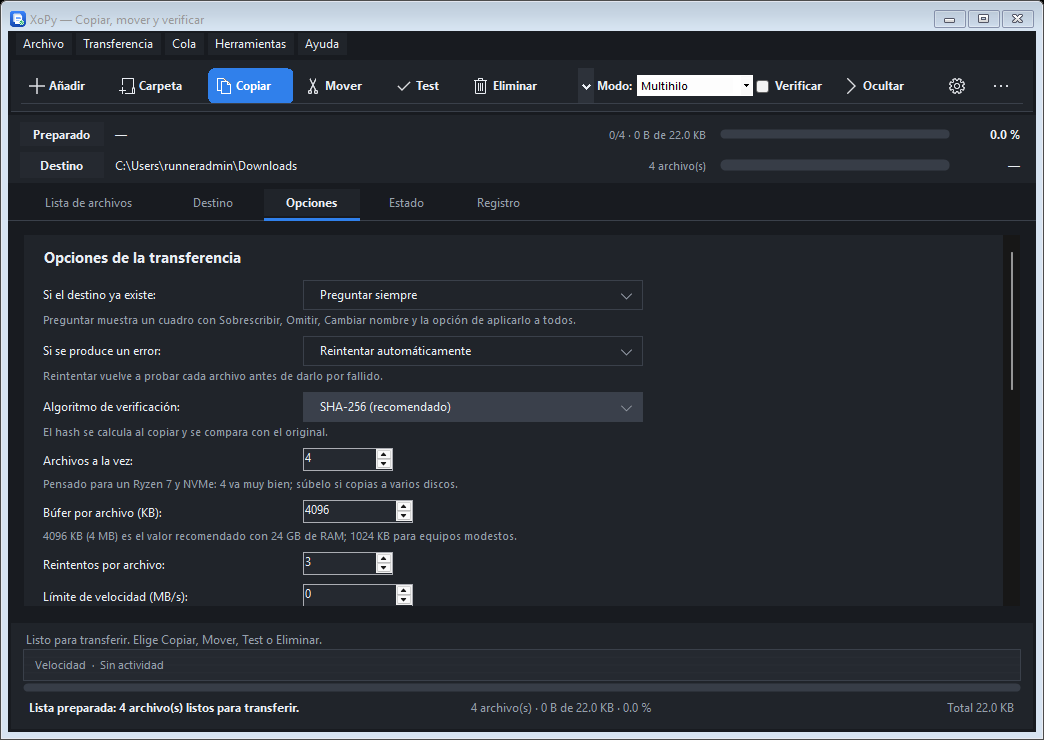 XoPy — Copiar, mover y verificar
Archivo Transferencia Cola Herramientas Ayuda
Añadir Carpeta Copiar Mover Test Eliminar Modo: Multihilo Verificar Ocultar ...
Preparado — 0/4 · 0 B de 22.0 KB 0.0 %
Destino C:\Users\runneradmin\Downloads 4 archivo(s) —
Lista de archivos Destino Opciones Estado Registro
Opciones de la transferencia
Si el destino ya existe: Preguntar siempre
Preguntar muestra un cuadro con Sobrescribir, Omitir, Cambiar nombre y la opción de aplicarlo a todos.
Si se produce un error: Reintentar automáticamente
Reintentar vuelve a probar cada archivo antes de darlo por fallido.
Algoritmo de verificación: SHA-256 (recomendado)
El hash se calcula al copiar y se compara con el original.
Archivos a la vez: 4
Pensado para un Ryzen 7 y NVMe: 4 va muy bien; súbelo si copias a varios discos.
Búfer por archivo (KB): 4096
4096 KB (4 MB) es el valor recomendado con 24 GB de RAM; 1024 KB para equipos modestos.
Reintentos por archivo: 3
Límite de velocidad (MB/s): 0
Listo para transferir. Elige Copiar, Mover, Test o Eliminar.
Velocidad · Sin actividad
Lista preparada: 4 archivo(s) listos para transferir. 4 archivo(s) · 0 B de 22.0 KB · 0.0 % Total 22.0 KB